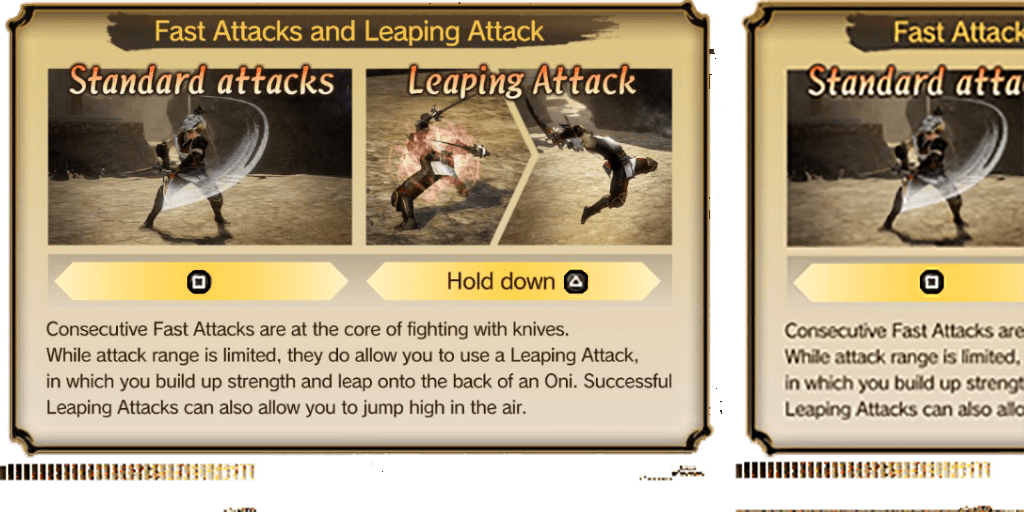 Fast Attacks and Leaping Attack
Standard attacks
Leaping Attack
Hold down
Consecutive Fast Attacks are at the core of fighting with knives.
While attack range is limited, they do allow you to use a Leaping Attack,
in which you build up strength and leap onto the back of an Oni. Successful
Leaping Attacks can also allow you to jump high in the air.
Fast Attack
Standard atta
Consecutive Fast Attacks are
While attack range is limited,
in which you build up strengt
Leaping Attacks can also allo